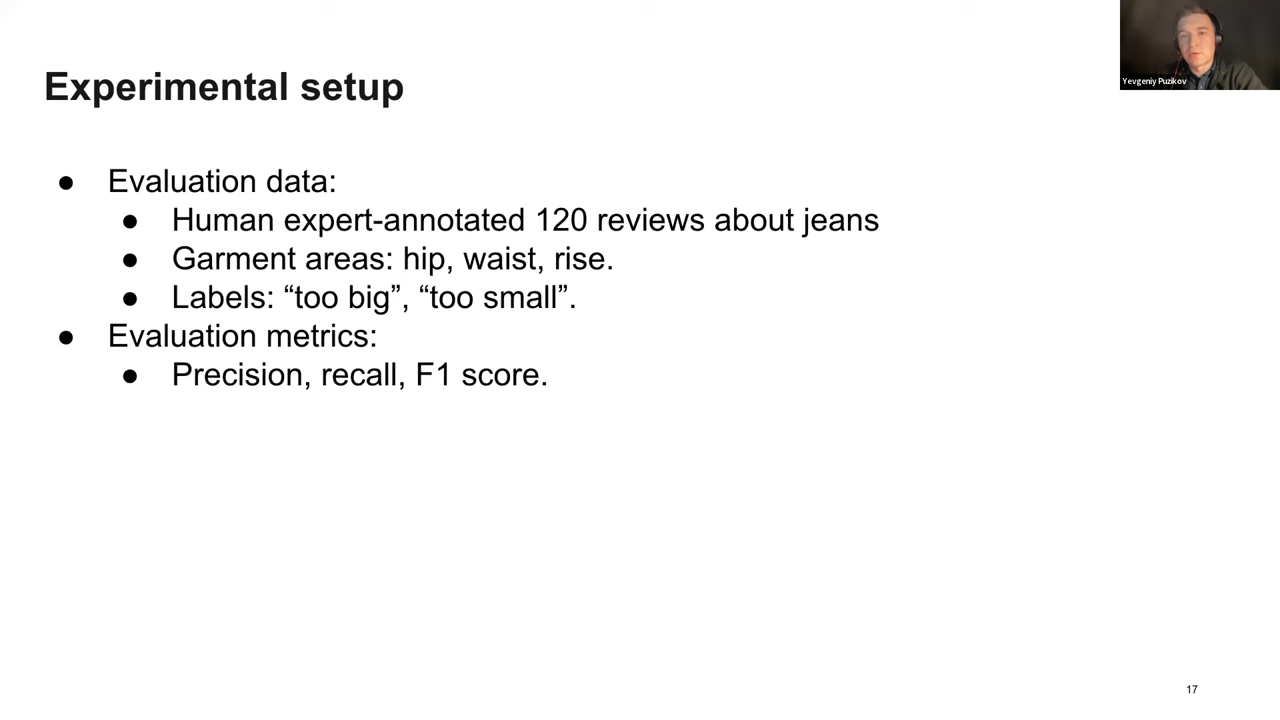 Yevgeniy Puzikov
Experimental setup
● Evaluation data:
● Human expert-annotated 120 reviews about jeans
● Garment areas: hip, waist, rise.
● Labels: “too big”, “too small”.
● Evaluation metrics:
● Precision, recall, F1 score.
17